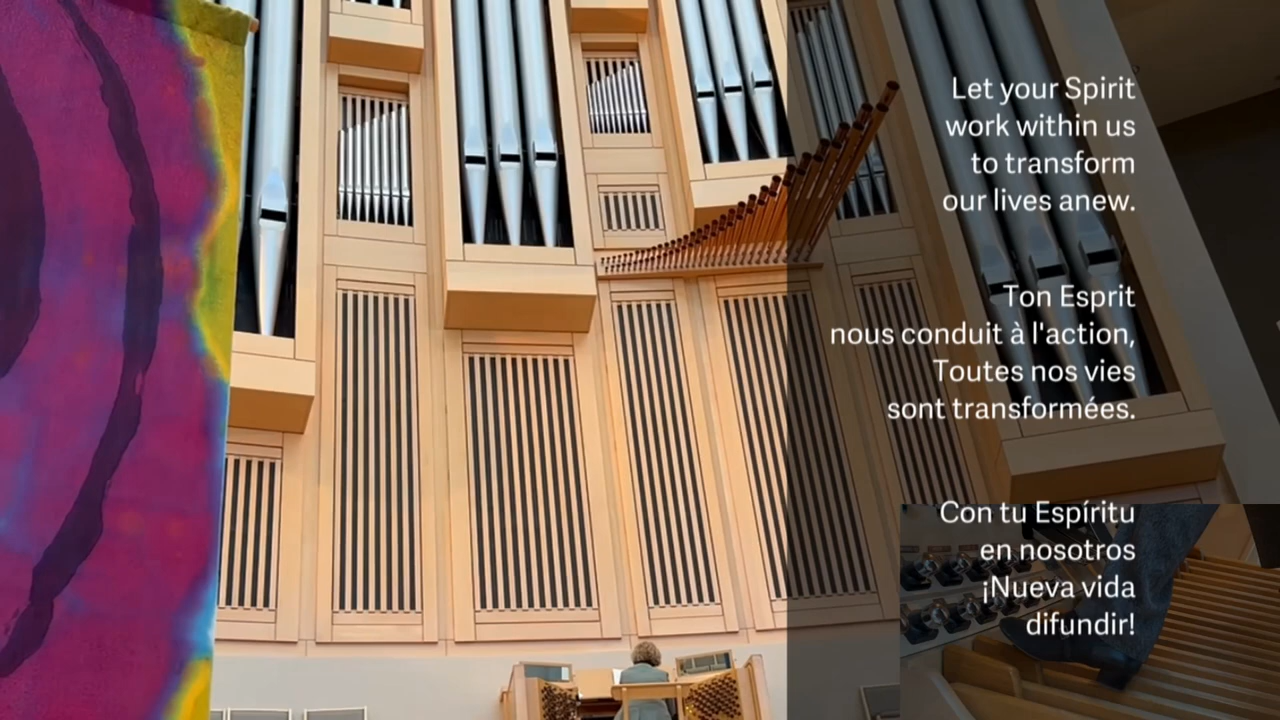 Let your Spirit
work within us
to transform
our lives anew.
Ton Esprit
nous conduit à l'action,
Toutes nos vies
sont transformées.
Con tu Espíritu
en nosotros
¡Nueva vida
difundir!